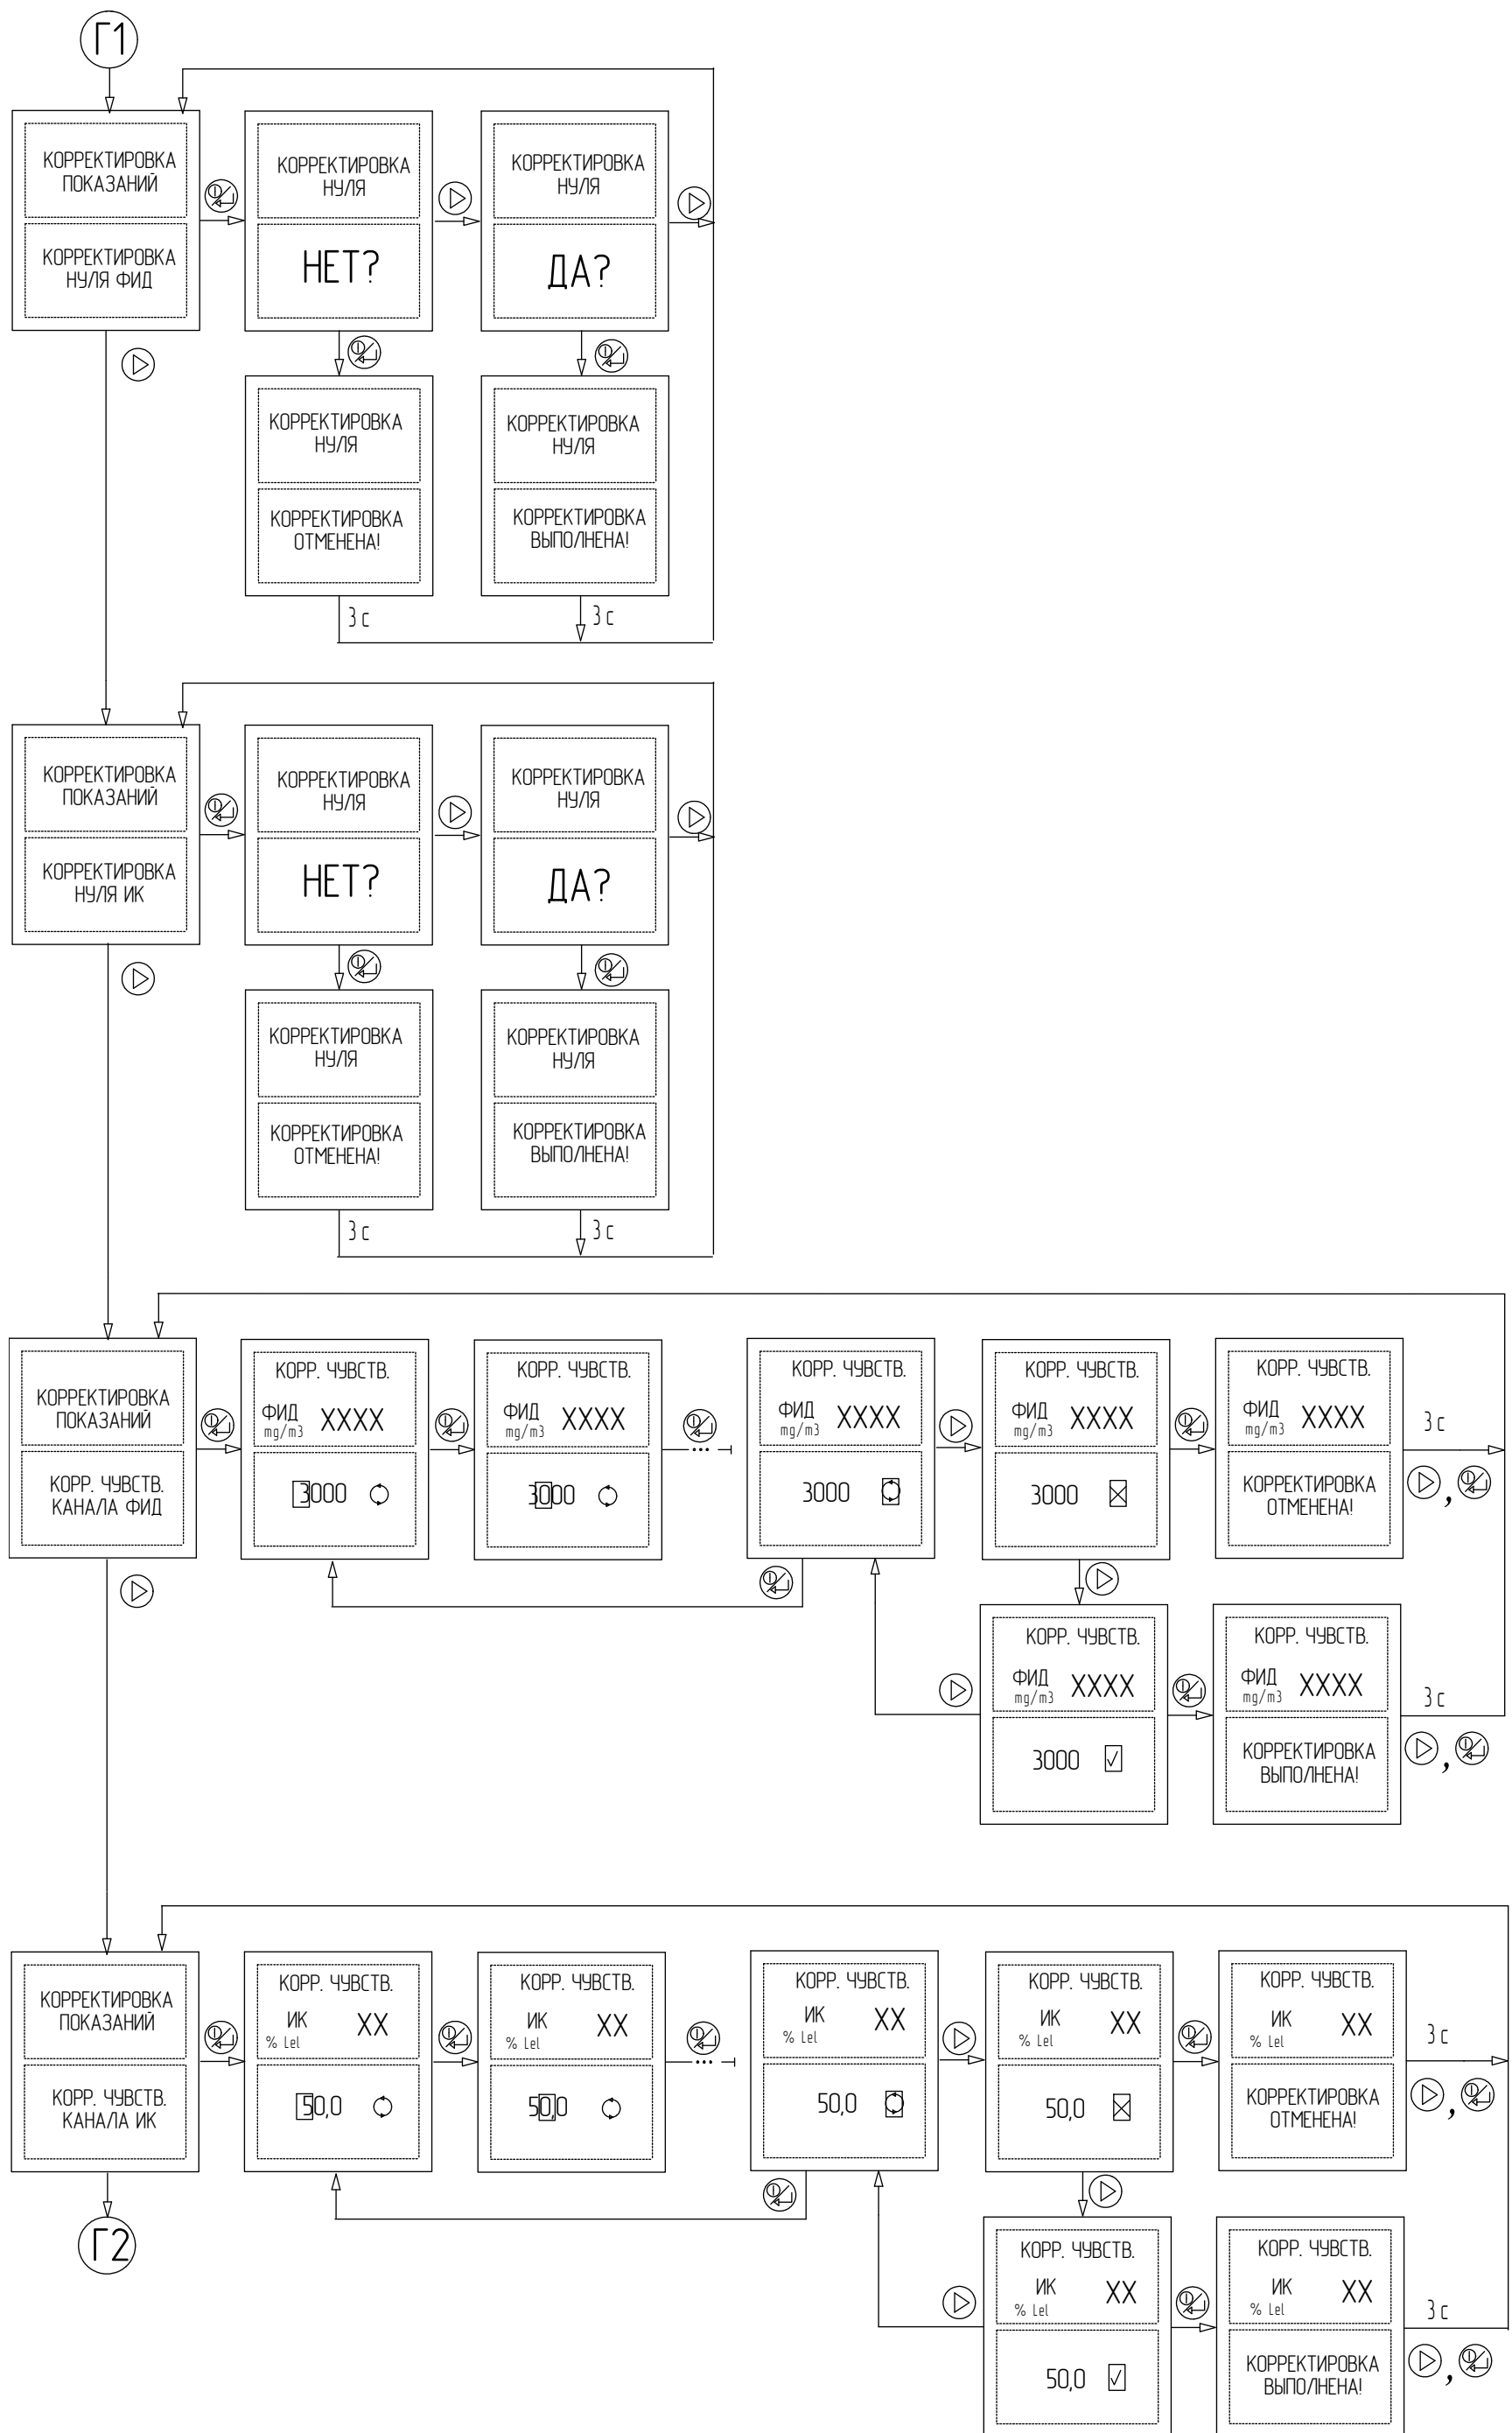 Г1
КОРРЕКТИРОВКА
ПОКАЗАНИЙ
КОРРЕКТИРОВКА
НУЛЯ ФИД
КОРРЕКТИРОВКА
НУЛЯ
НЕТ?
КОРРЕКТИРОВКА
НУЛЯ
ДА?
КОРРЕКТИРОВКА
НУЛЯ
КОРРЕКТИРОВКА
ОТМЕНЕНА!
3 с
КОРРЕКТИРОВКА
НУЛЯ
КОРРЕКТИРОВКА
ВЫПОЛНЕНА!
3 с
КОРРЕКТИРОВКА
ПОКАЗАНИЙ
КОРРЕКТИРОВКА
НУЛЯ ИК
КОРРЕКТИРОВКА
НУЛЯ
НЕТ?
КОРРЕКТИРОВКА
НУЛЯ
ДА?
КОРРЕКТИРОВКА
НУЛЯ
КОРРЕКТИРОВКА
ОТМЕНЕНА!
3 с
КОРРЕКТИРОВКА
НУЛЯ
КОРРЕКТИРОВКА
ВЫПОЛНЕНА!
3 с
КОРРЕКТИРОВКА
ПОКАЗАНИЙ
КОРР. ЧУВСТВ.
КАНАЛА ФИД
КОРР. ЧУВСТВ.
ФИД XXXX
mg/m3
3000
КОРР. ЧУВСТВ.
ФИД XXXX
mg/m3
3000
...
КОРР. ЧУВСТВ.
ФИД XXXX
mg/m3
3000
КОРР. ЧУВСТВ.
ФИД XXXX
mg/m3
3000
КОРР. ЧУВСТВ.
ФИД XXXX
mg/m3
КОРРЕКТИРОВКА
ОТМЕНЕНА!
3 с
,
КОРР. ЧУВСТВ.
ФИД XXXX
mg/m3
3000
КОРР. ЧУВСТВ.
ФИД XXXX
mg/m3
КОРРЕКТИРОВКА
ВЫПОЛНЕНА!
3 с
,
КОРРЕКТИРОВКА
ПОКАЗАНИЙ
КОРР. ЧУВСТВ.
КАНАЛА ИК
КОРР. ЧУВСТВ.
ИК XX
% Lel
50,0
КОРР. ЧУВСТВ.
ИК XX
% Lel
50,0
...
КОРР. ЧУВСТВ.
ИК XX
% Lel
50,0
КОРР. ЧУВСТВ.
ИК XX
% Lel
50,0
КОРР. ЧУВСТВ.
ИК XX
% Lel
КОРРЕКТИРОВКА
ОТМЕНЕНА!
3 с
,
Г2
КОРР. ЧУВСТВ.
ИК XX
% Lel
50,0
КОРР. ЧУВСТВ.
ИК XX
% Lel
КОРРЕКТИРОВКА
ВЫПОЛНЕНА!
3 с
,